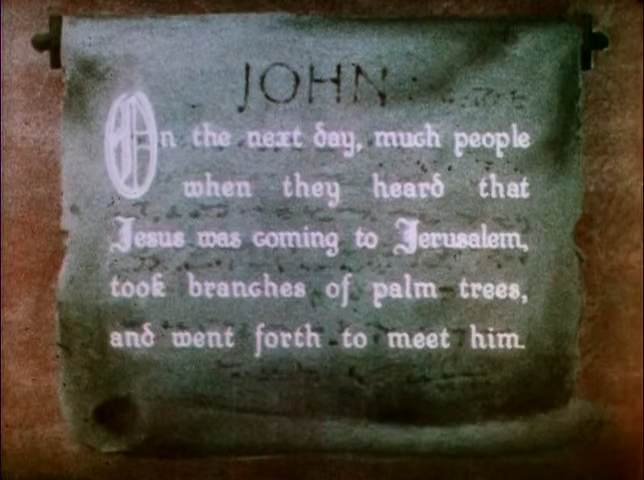 JOHN
On the next day, much people
when they heard that
Jesus was coming to Jerusalem,
took branches of palm trees,
and went forth to meet him.